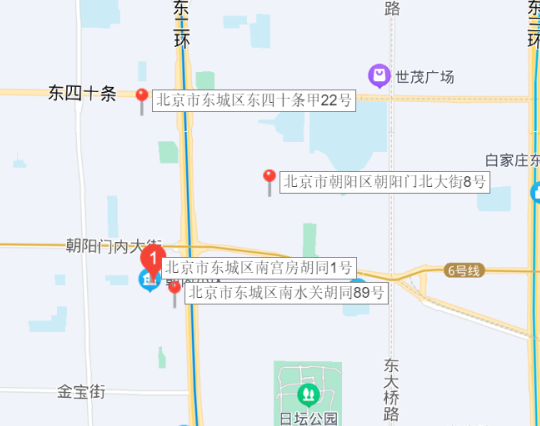 东二环
路
东三环
世茂广场
东四十条
北京市东城区东四十条甲22号
白家庄东
北京市朝阳区朝阳门北大街8号
朝阳门内大街
1
北京市东城区南宫房胡同1号
6号线
北京市东城区南水关胡同89号
金宝街
东大桥路
日坛公园